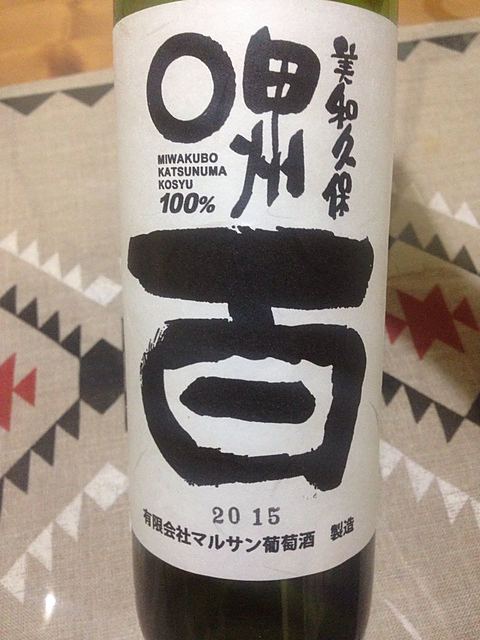 美和久保
甲州
○
MIWAKUBO
KATSUNUMA
KOSYU
100%
百
2015
有限会社マルサン葡萄酒 製造